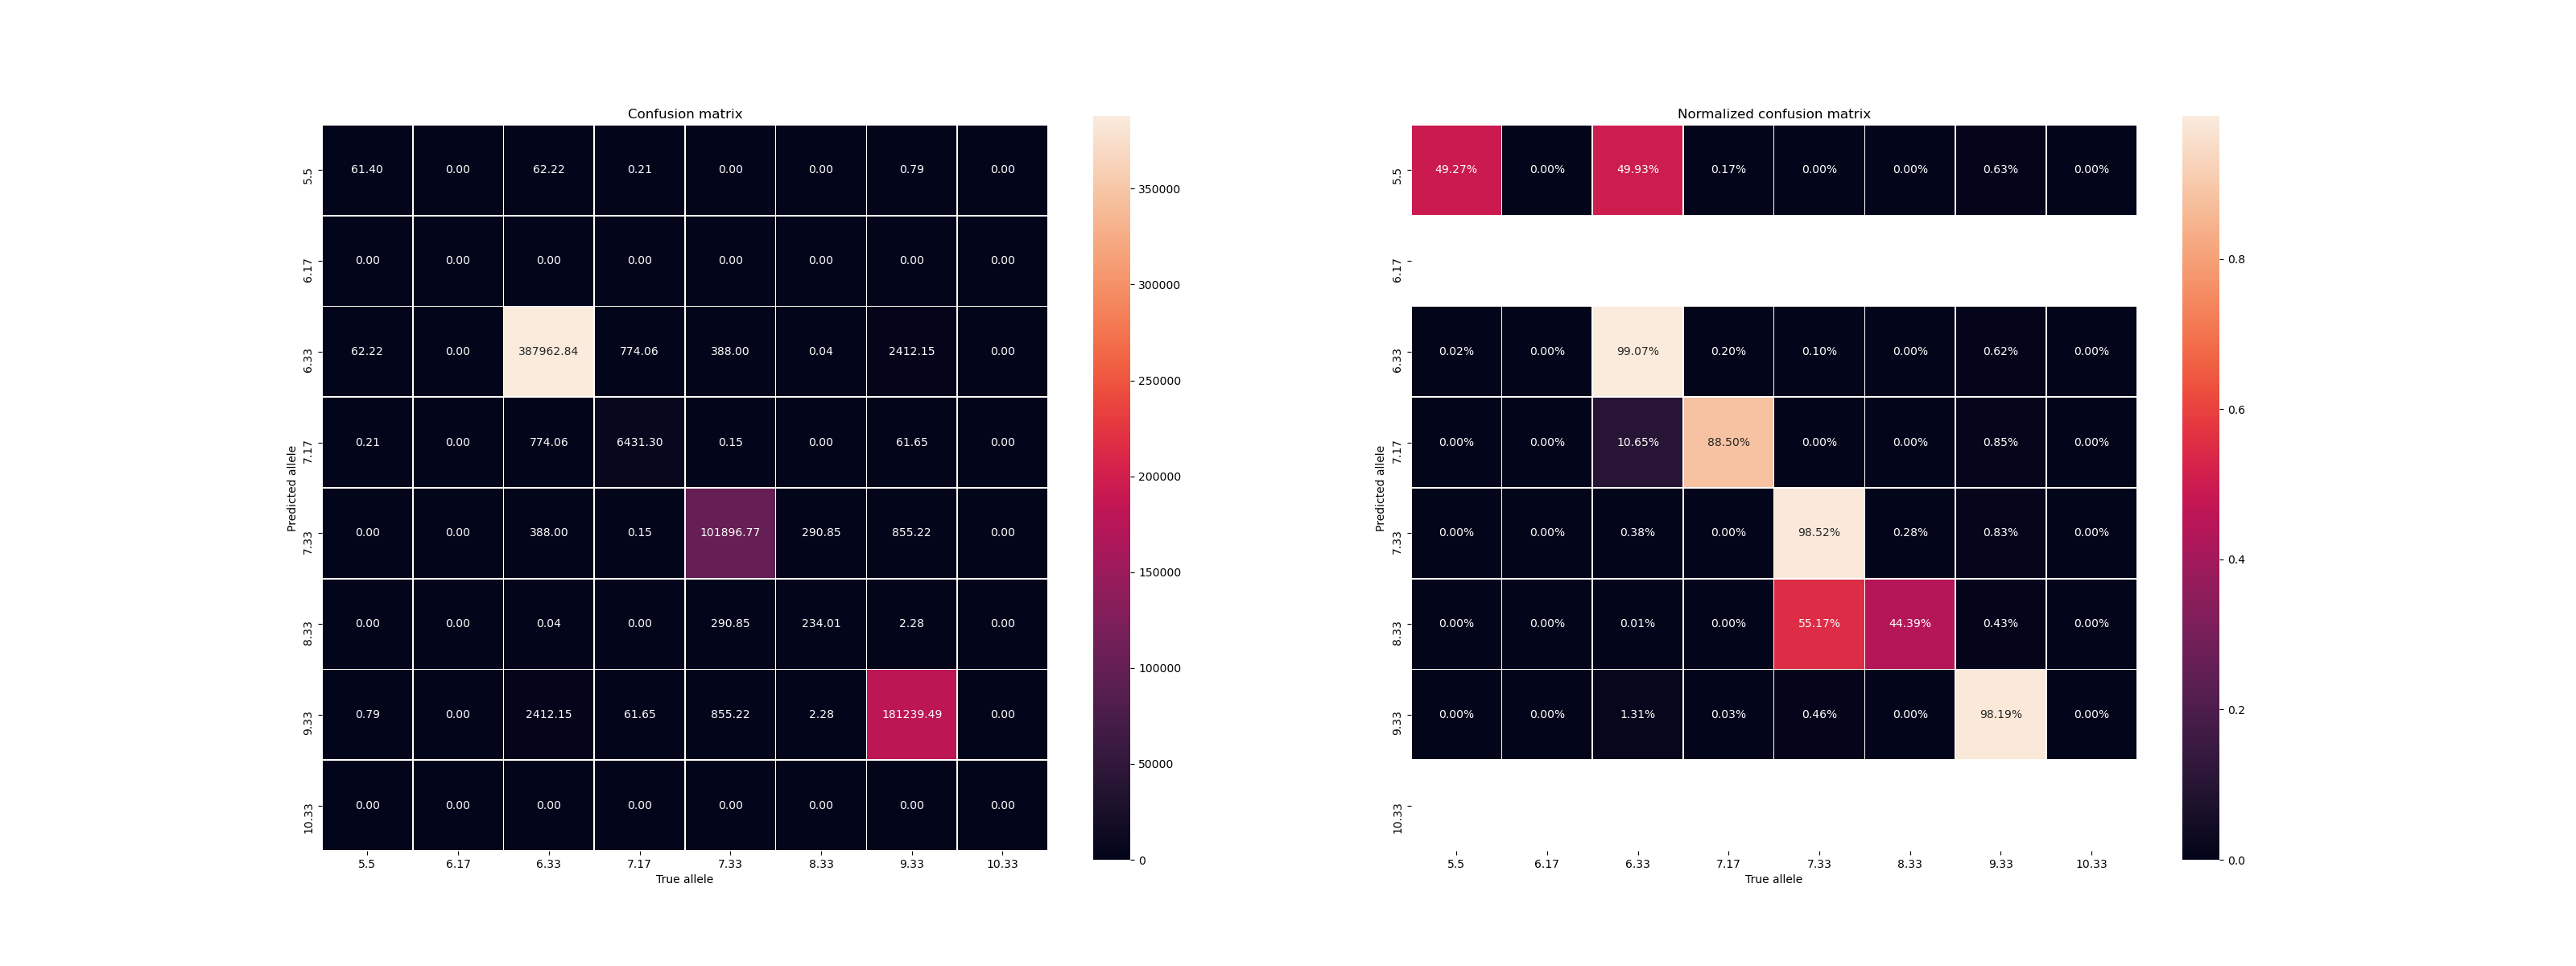 Confusion matrix
5.5 61.40 0.00 62.22 0.21 0.00 0.00 0.79 0.00
6.17 0.00 0.00 0.00 0.00 0.00 0.00 0.00 0.00
6.33 62.22 0.00 387962.84 774.06 388.00 0.04 2412.15 0.00
7.17 0.21 0.00 774.06 6431.30 0.15 0.00 61.65 0.00
7.33 0.00 0.00 388.00 0.15 101896.77 290.85 855.22 0.00
8.33 0.00 0.00 0.04 0.00 290.85 234.01 2.28 0.00
9.33 0.79 0.00 2412.15 61.65 855.22 2.28 181239.49 0.00
10.33 0.00 0.00 0.00 0.00 0.00 0.00 0.00 0.00
5.5 6.17 6.33 7.17 7.33 8.33 9.33 10.33
True allele
Predicted allele
350000
300000
250000
200000
150000
100000
50000
0
Normalized confusion matrix
5.5 49.27% 0.00% 49.93% 0.17% 0.00% 0.00% 0.63% 0.00%
6.17
6.33 0.02% 0.00% 99.07% 0.20% 0.10% 0.00% 0.62% 0.00%
7.17 0.00% 0.00% 10.65% 88.50% 0.00% 0.00% 0.85% 0.00%
7.33 0.00% 0.00% 0.38% 0.00% 98.52% 0.28% 0.83% 0.00%
8.33 0.00% 0.00% 0.01% 0.00% 55.17% 44.39% 0.43% 0.00%
9.33 0.00% 0.00% 1.31% 0.03% 0.46% 0.00% 98.19% 0.00%
10.33
5.5 6.17 6.33 7.17 7.33 8.33 9.33 10.33
True allele
Predicted allele
0.8
0.6
0.4
0.2
0.0